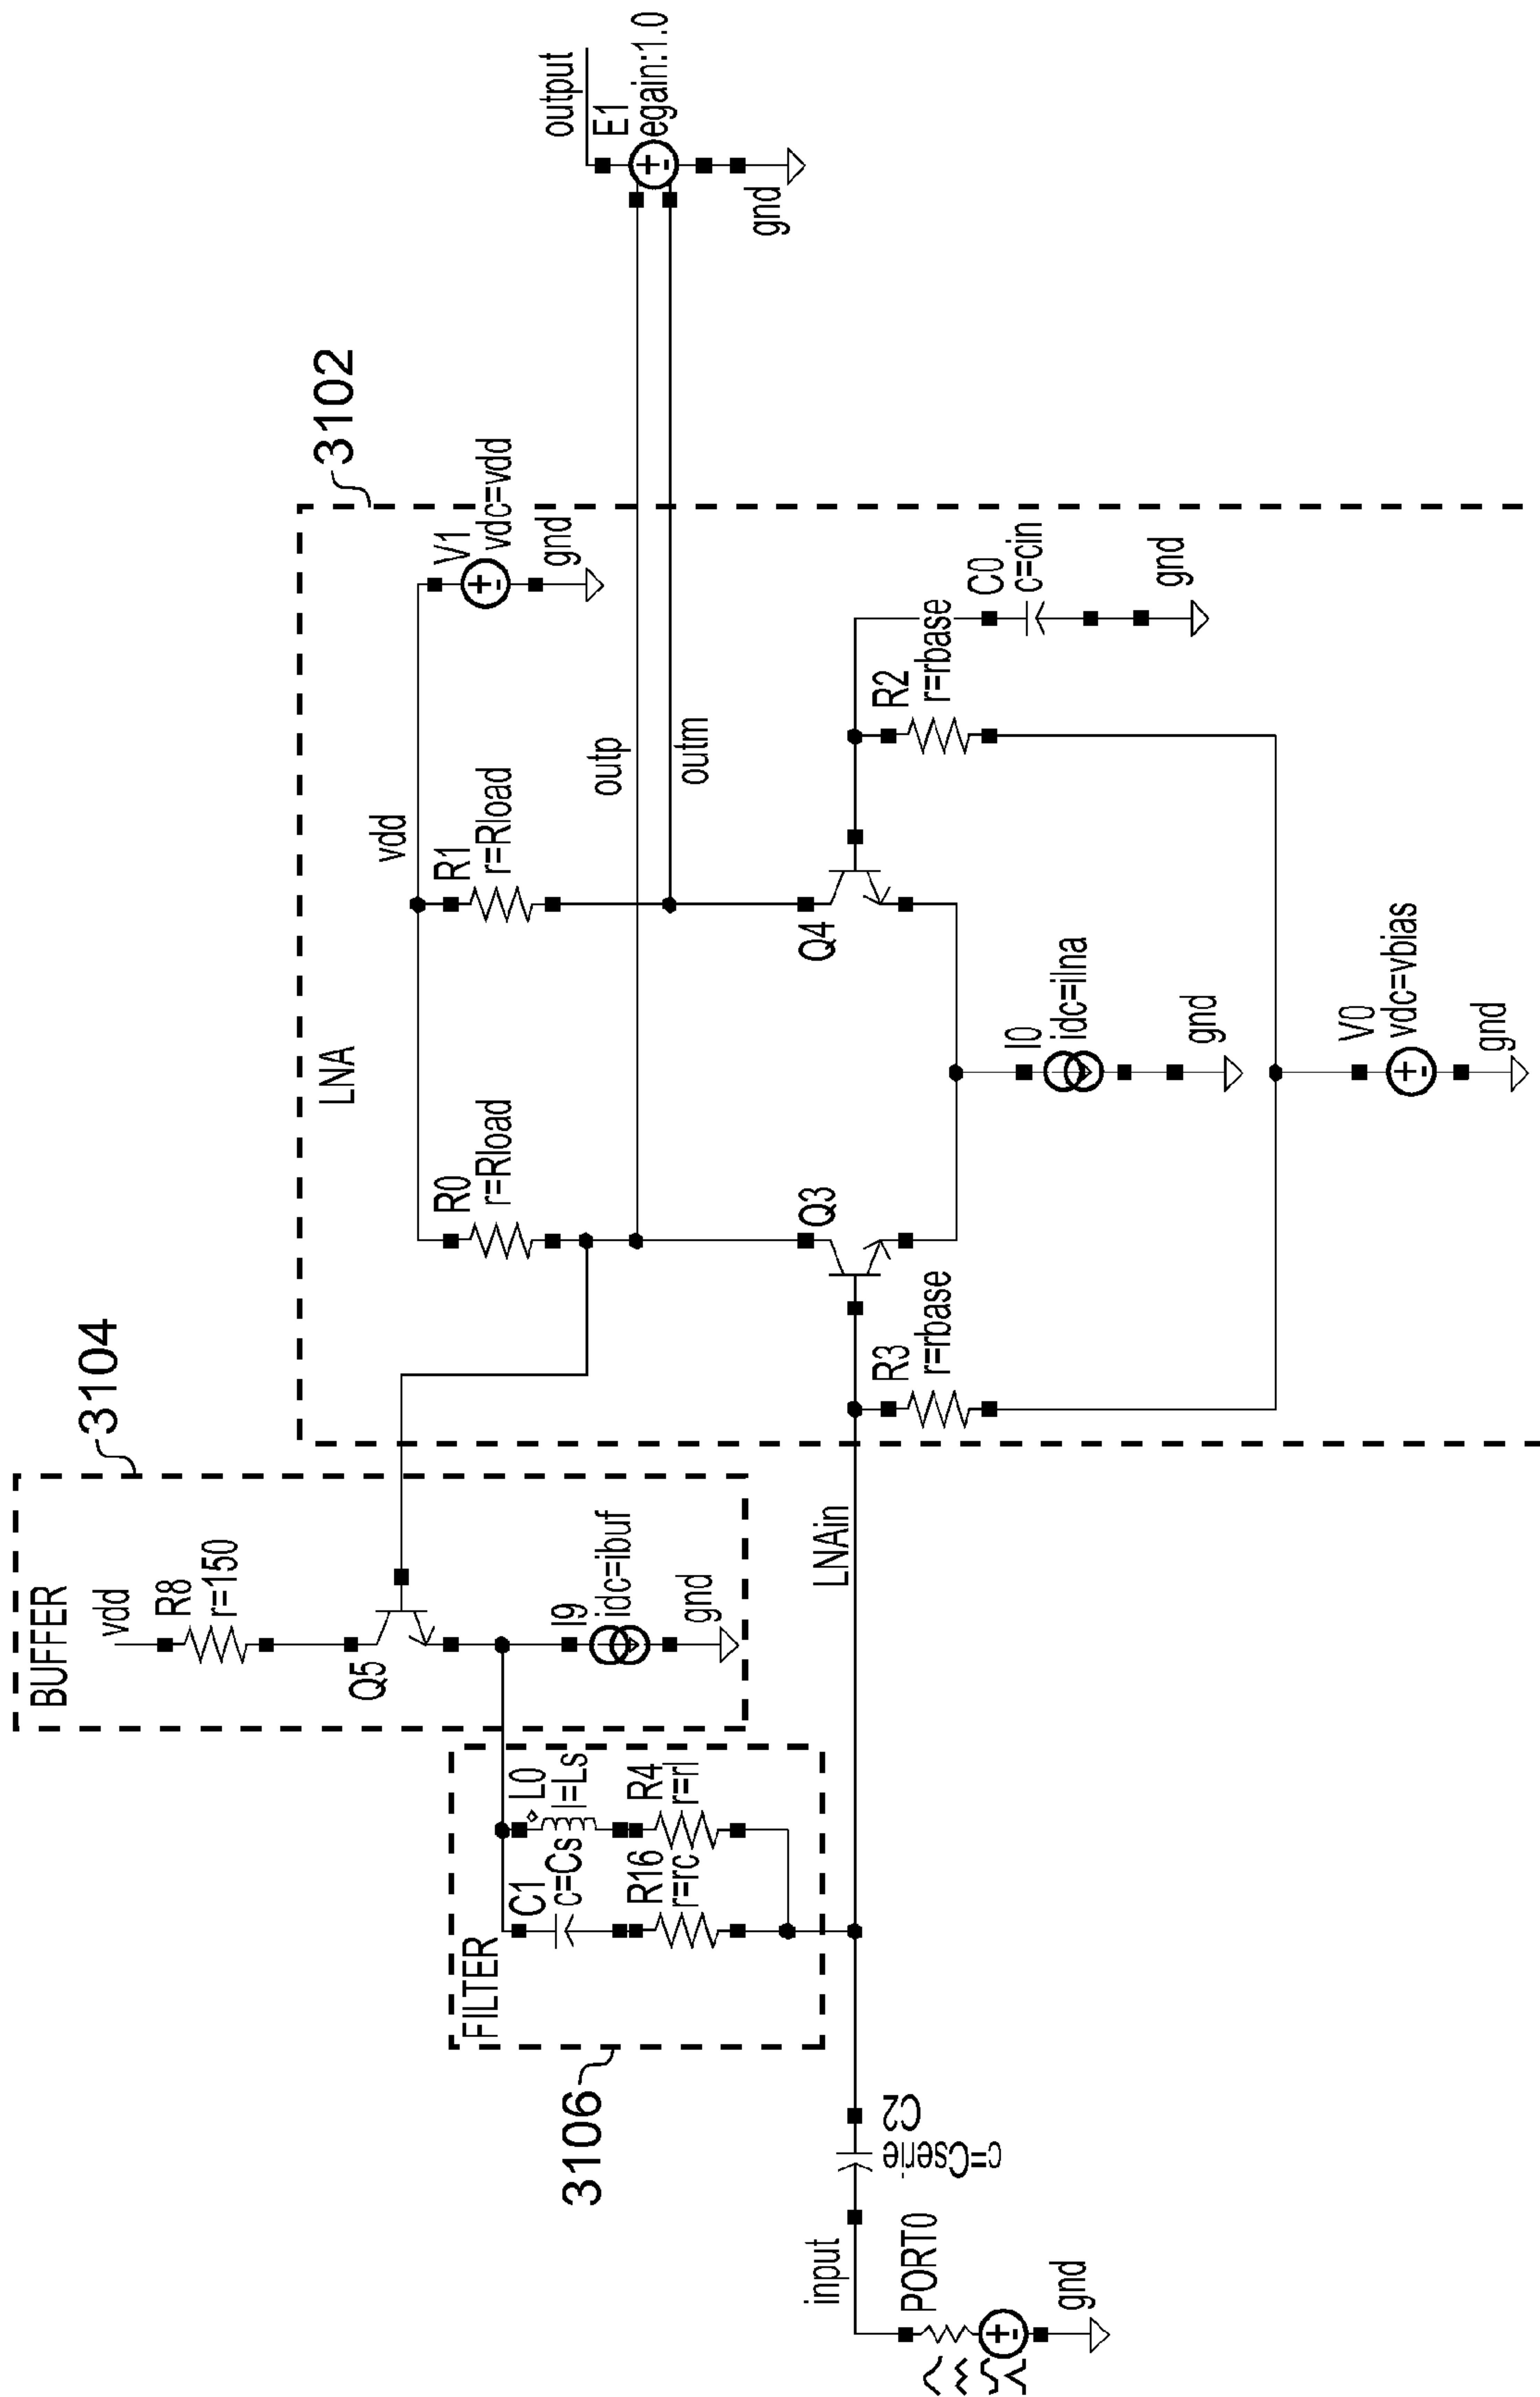 3104
BUFFER
vdd
R8
r=150
Q5
I9
idc=ibuf
gnd
3106
FILTER
C1
c=Cs
L0
l=Ls
R16
r=rc
R4
r=rl
input
PORT0
gnd
C2
c=Cserie
LNAin
3102
LNA
vdd
R0
r=Rload
R1
r=Rload
V1
vdc=vdd
gnd
outp
outm
Q3
Q4
R3
r=rbase
R2
r=rbase
C0
c=cin
gnd
I0
idc=ilna
gnd
V0
vdc=vbias
gnd
output
E1
egain:1.0
gnd